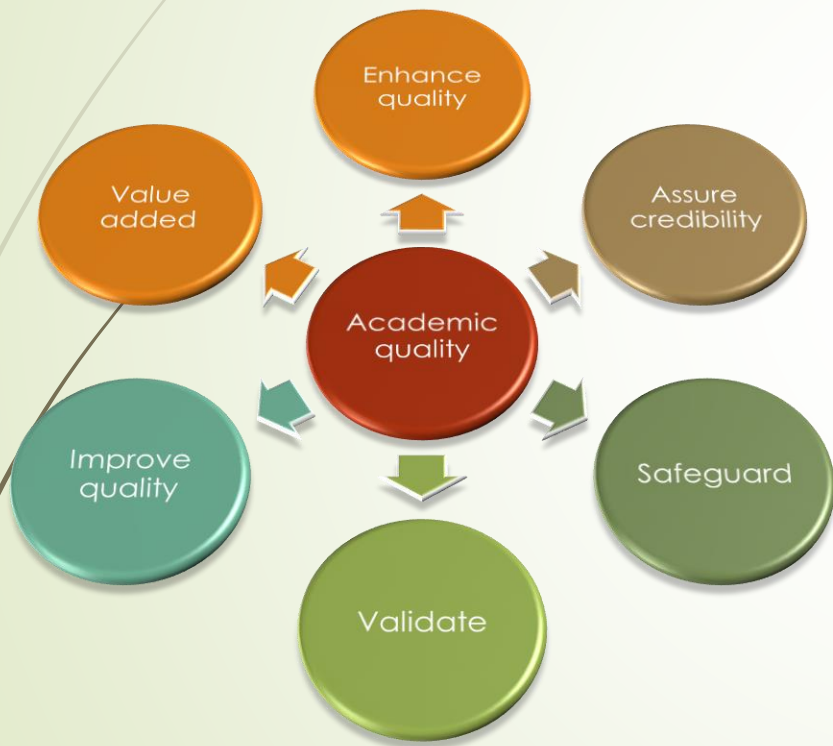 Enhance
quality
Assure
credibility
Safeguard
Validate
Improve
quality
Value
added
Academic
quality